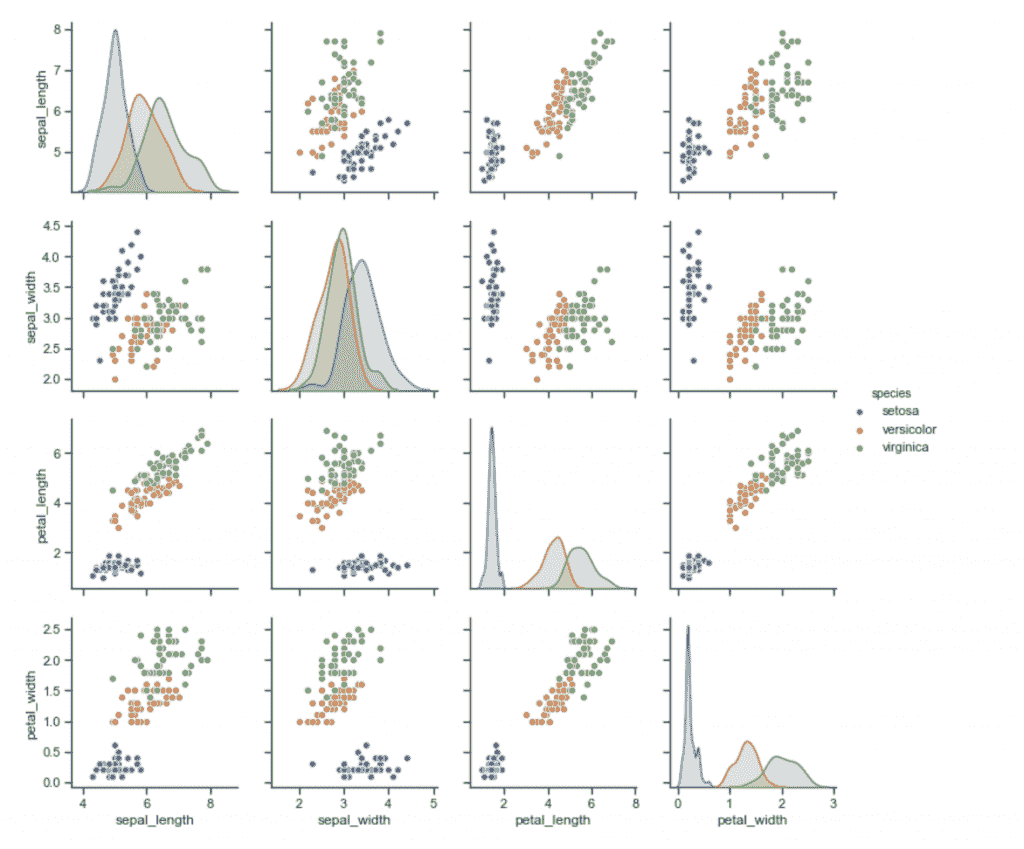 8
7
6
5
sepal_length
4.5
4.0
3.5
3.0
2.5
2.0
sepal_width
species
setosa
versicolor
virginica
6
4
2
petal_length
2.5
2.0
1.5
1.0
0.5
0.0
petal_width
4 6 8 2 3 4 5 2 4 6 8 0 1 2 3
sepal_length sepal_width petal_length petal_width